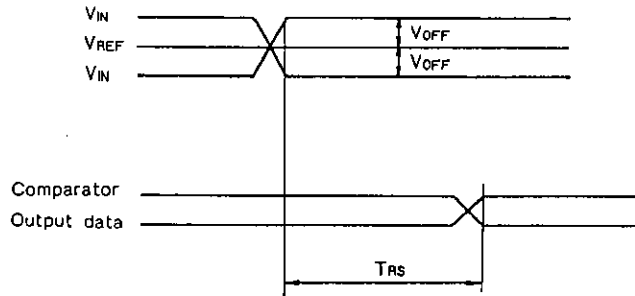 VIN
VREF
VIN
VOFF
VOFF
Comparator
Output data
TRS